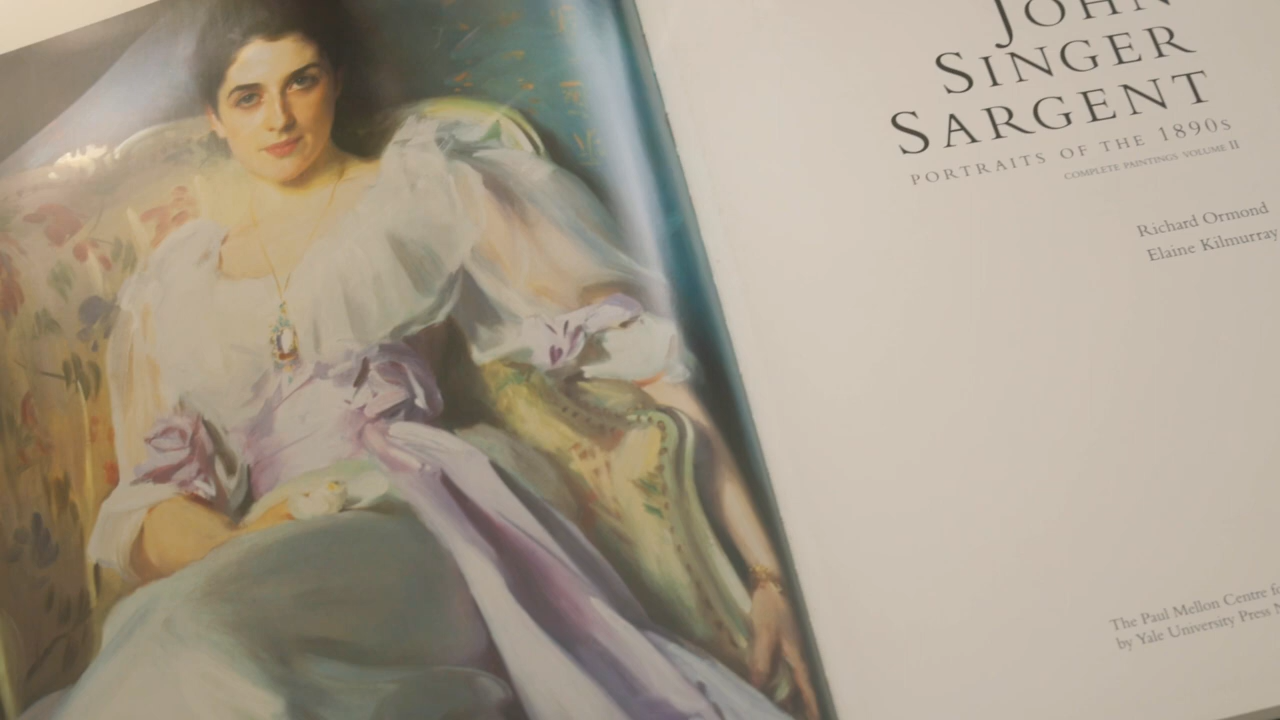 JOHN
SINGER
SARGENT
PORTRAITS OF THE 1890s
COMPLETE PAINTINGS VOLUME II
Richard Ormond
Elaine Kilmurray
The Paul Mellon Centre
by Yale University Press